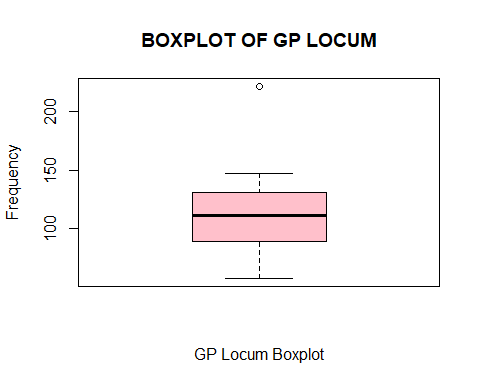 BOXPLOT OF GP LOCUM
Frequency
200
150
100
GP Locum Boxplot